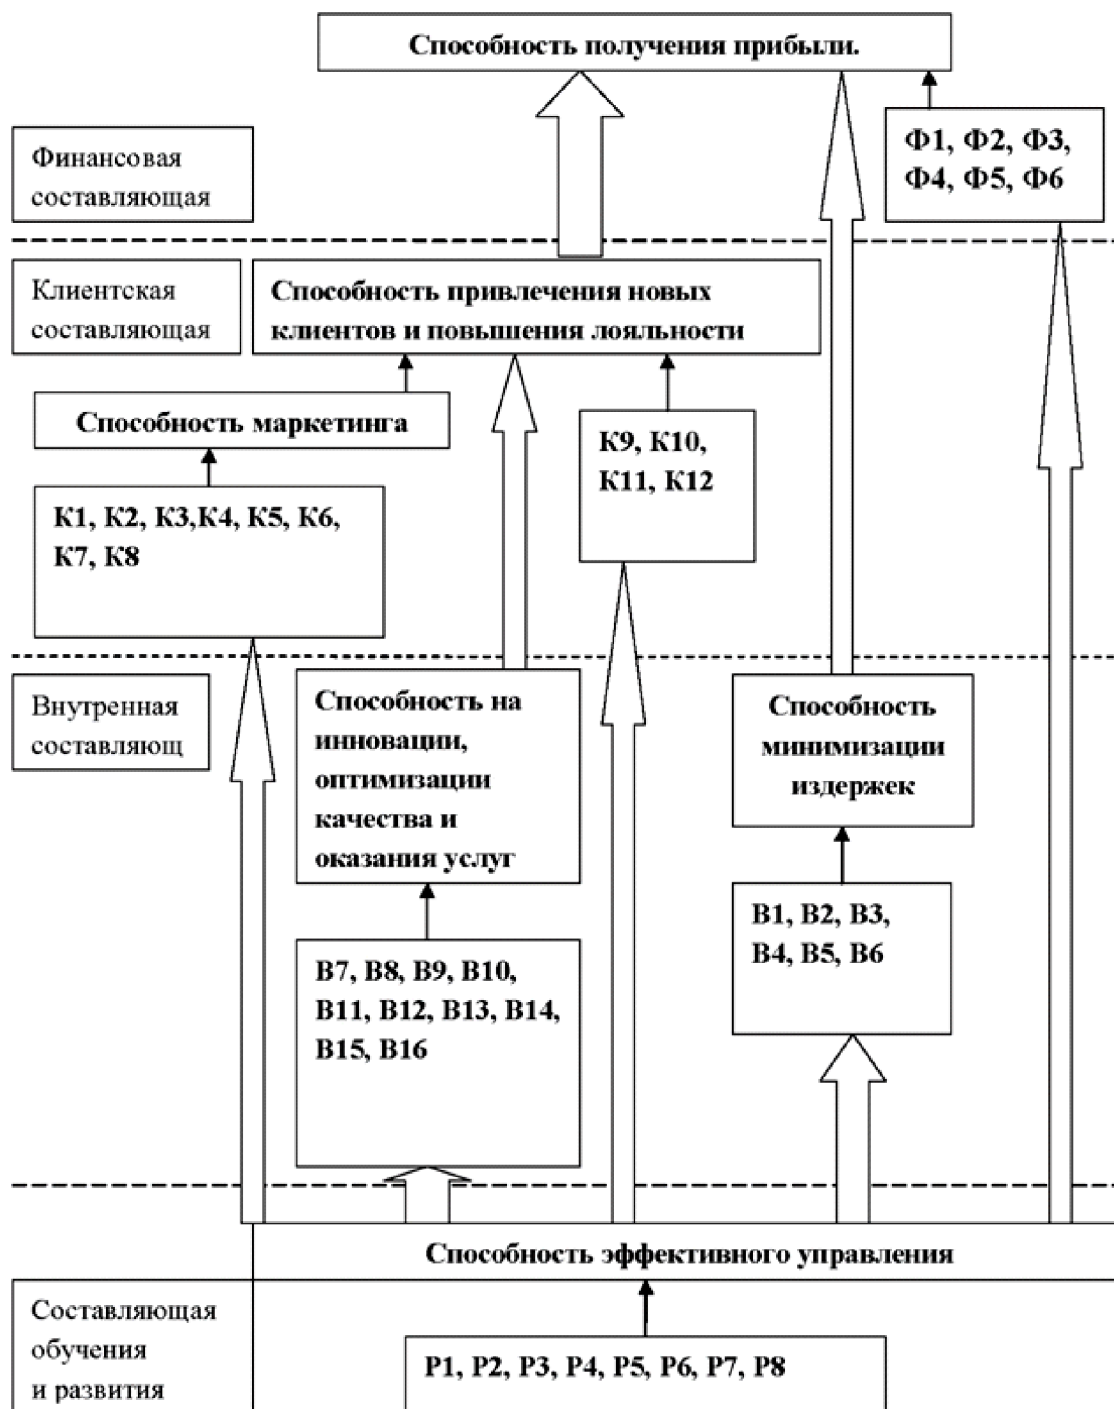 Способность получения прибыли.
Финансовая
составляющая
Ф1, Ф2, Ф3,
Ф4, Ф5, Ф6
Клиентская
составляющая
Способность привлечения новых
клиентов и повышения лояльности
Способность маркетинга
К9, К10,
К11, К12
К1, К2, К3,К4, К5, К6,
К7, К8
Внутренная
составляющ
Способность на
инновации,
оптимизации
качества и
оказания услуг
Способность
минимизации
издержек
В1, В2, В3,
В4, В5, В6
В7, В8, В9, В10,
В11, В12, В13, В14,
В15, В16
Способность эффективного управления
Составляющая
обучения
и развития
Р1, Р2, Р3, Р4, Р5, Р6, Р7, Р8